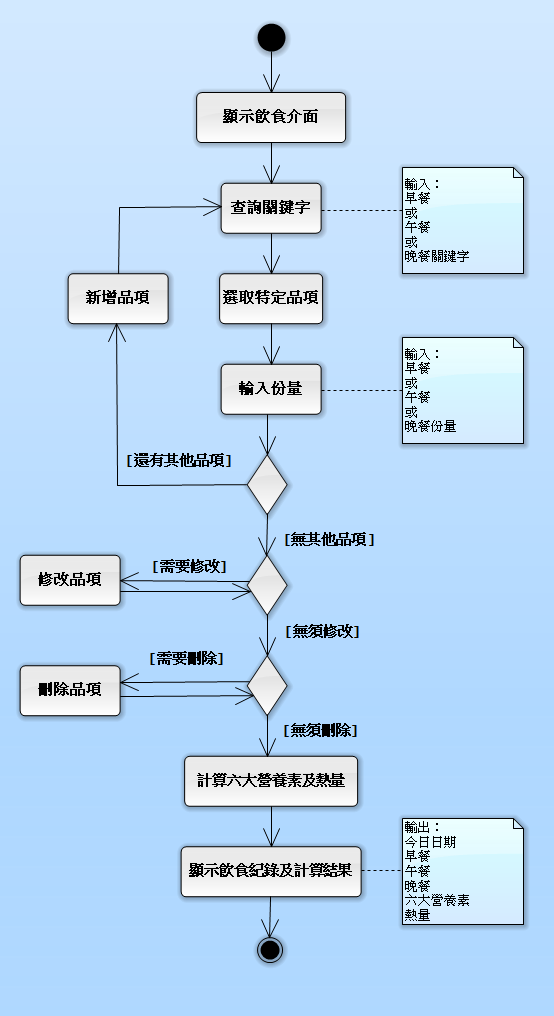 顯示飲食介面
查詢關鍵字
輸入：
早餐
或
午餐
或
晚餐關鍵字
新增品項
選取特定品項
輸入份量
輸入：
早餐
或
午餐
或
晚餐份量
[還有其他品項]
[無其他品項]
[需要修改]
修改品項
[無須修改]
[需要刪除]
刪除品項
[無須刪除]
計算六大營養素及熱量
顯示飲食紀錄及計算結果
輸出：
今日日期
早餐
午餐
晚餐
六大營養素
熱量